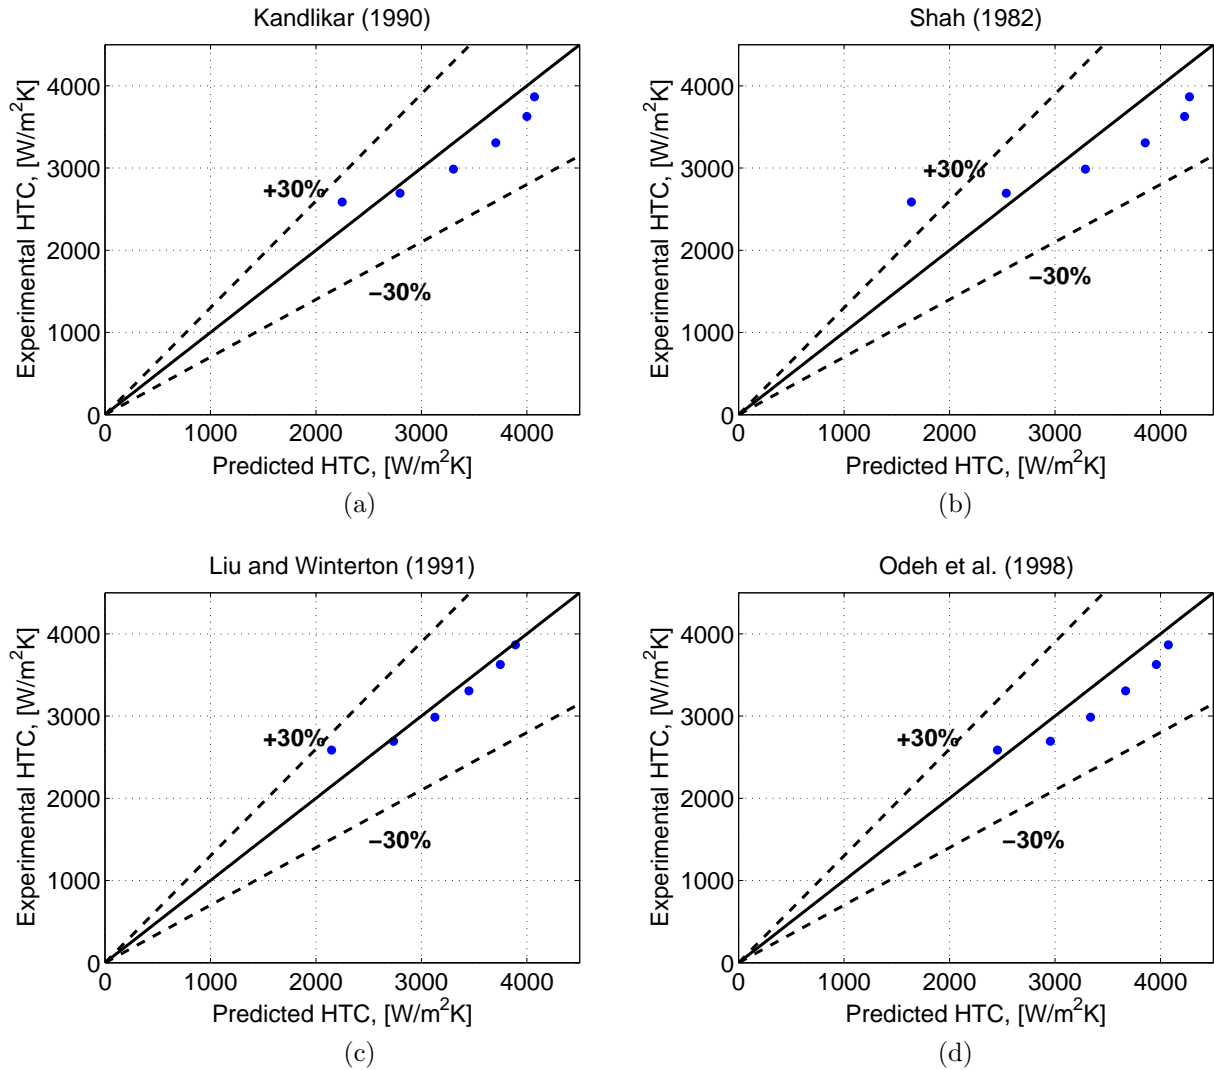 Kandlikar (1990)
Experimental HTC, [W/m²K]
4000
3000
2000
1000
0
+30%
−30%
0 1000 2000 3000 4000
Predicted HTC, [W/m²K]
(a)
Shah (1982)
Experimental HTC, [W/m²K]
4000
3000
2000
1000
0
+30%
−30%
0 1000 2000 3000 4000
Predicted HTC, [W/m²K]
(b)
Liu and Winterton (1991)
Experimental HTC, [W/m²K]
4000
3000
2000
1000
0
+30%
−30%
0 1000 2000 3000 4000
Predicted HTC, [W/m²K]
(c)
Odeh et al. (1998)
Experimental HTC, [W/m²K]
4000
3000
2000
1000
0
+30%
−30%
0 1000 2000 3000 4000
Predicted HTC, [W/m²K]
(d)